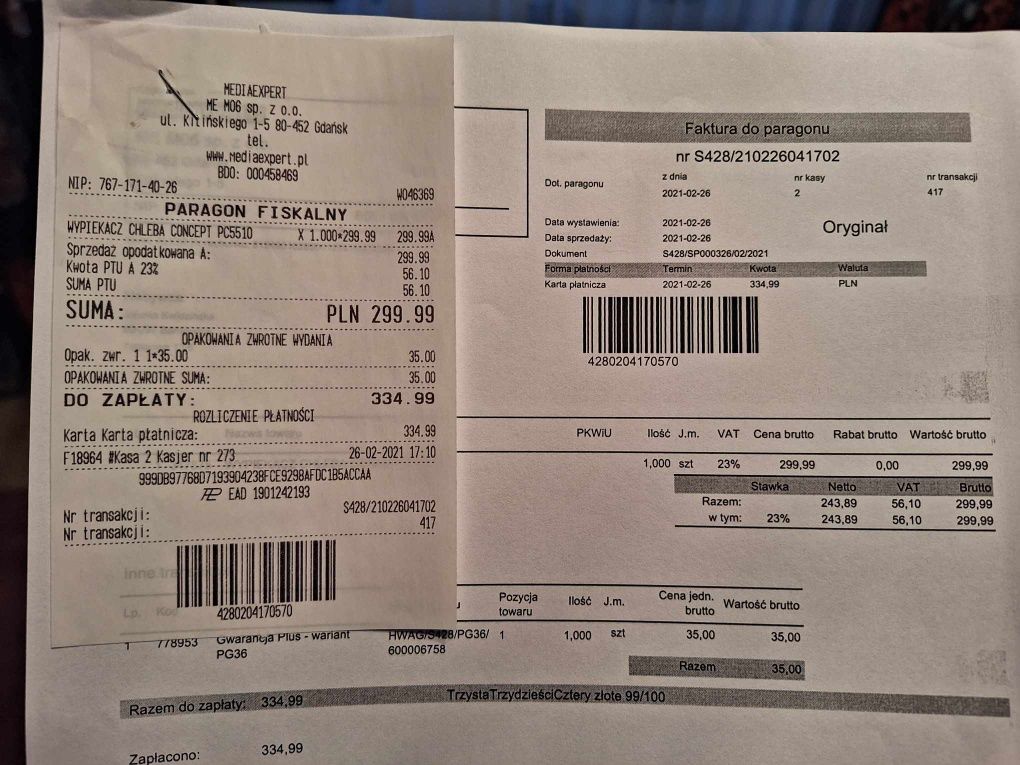 MEDIAEXPERT
ME M06 sp. z o.o.
ul. Kilińskiego 1-5 80-452 Gdańsk
tel.
www.mediaexpert.pl
BDO: 000458469
NIP: 767-171-40-26
W046369
PARAGON FISKALNY
WYPIEKACZ CHLEBA CONCEPT PC5510 X 1.000*299.99 299.99A
Sprzedaż opodatkowana A: 299.99
Kwota PTU A 23% 56.10
SUMA PTU 56.10
SUMA: PLN 299.99
OPAKOWANIA ZWROTNE WYDANIA
Opak. zwr. 1 1*35.00 35.00
OPAKOWANIA ZWROTNE SUMA: 35.00
DO ZAPŁATY: 334.99
ROZLICZENIE PŁATNOŚCI
Karta Karta płatnicza: 334.99
F18964 #Kasa 2 Kasjer nr 273 26-02-2021 17:10
999DB97768D7193904238FCE9298AFDC1B5ACCAA
EAD 1901242193
Nr transakcji: S428/210226041702
Nr transakcji: 417
4280204170570
Faktura do paragonu
nr S428/210226041702
z dnia nr kasy nr transakcji
Dot. paragonu 2021-02-26 2 417
Data wystawienia: 2021-02-26
Oryginał
Data sprzedaży: 2021-02-26
Dokument S428/SP000326/02/2021
Forma płatności Termin Kwota Waluta
Karta płatnicza 2021-02-26 334,99 PLN
4280204170570
PKWiU Ilość J.m. VAT Cena brutto Rabat brutto Wartość brutto
1,000 szt 23% 299,99 0,00 299,99
Stawka Netto VAT Brutto
Razem: 243,89 56,10 299,99
w tym: 23% 243,89 56,10 299,99
Inne
Lp.
Pozycja towaru Ilość J.m. Cena jedn. brutto Wartość brutto
1 778953 Gwarancja Plus - wariant HWAG/S428/PG36/ 1 1,000 szt 35,00 35,00
PG36 600006758
Razem 35,00
Razem do zapłaty: 334,99 TrzystaTrzydzieściCztery złote 99/100
Zapłacono: 334,99